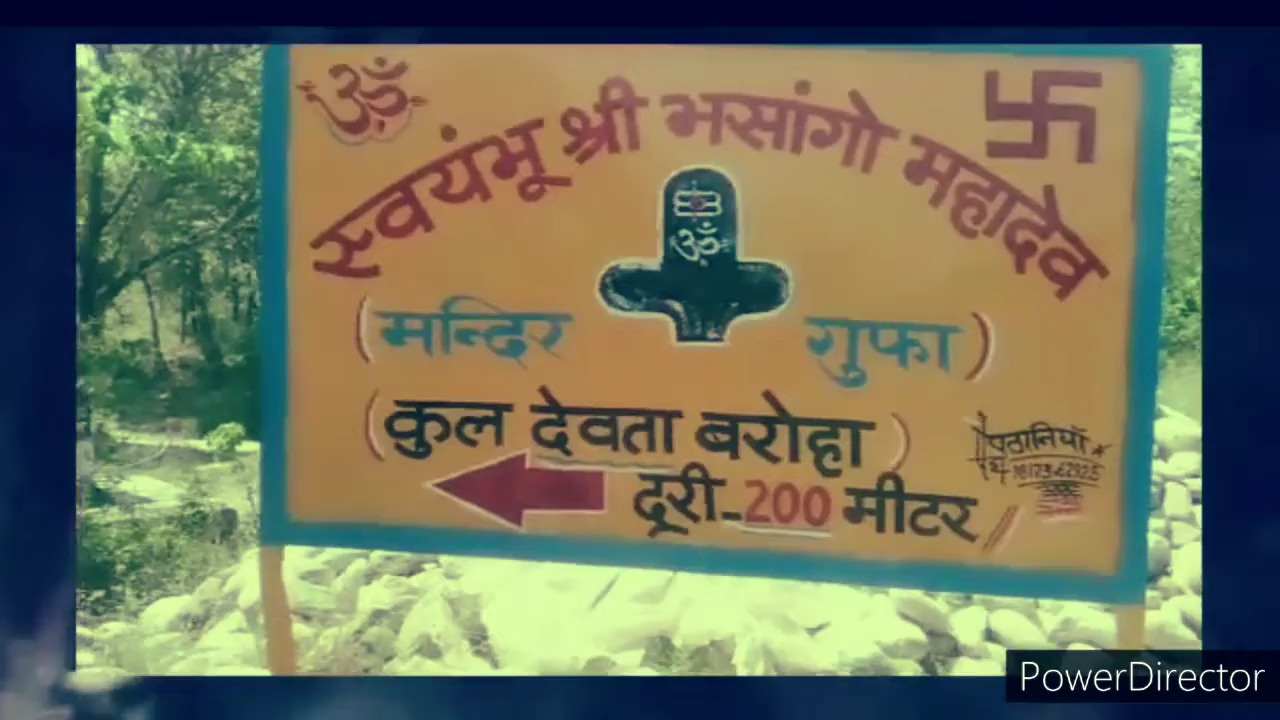 ॐ
स्वयंभू श्री भसांगो महादेव
ॐ
(मन्दिर गुफा)
(कुल देवता बरोहा)
पठानियाँ
दूरी-200 मीटर
PowerDirector